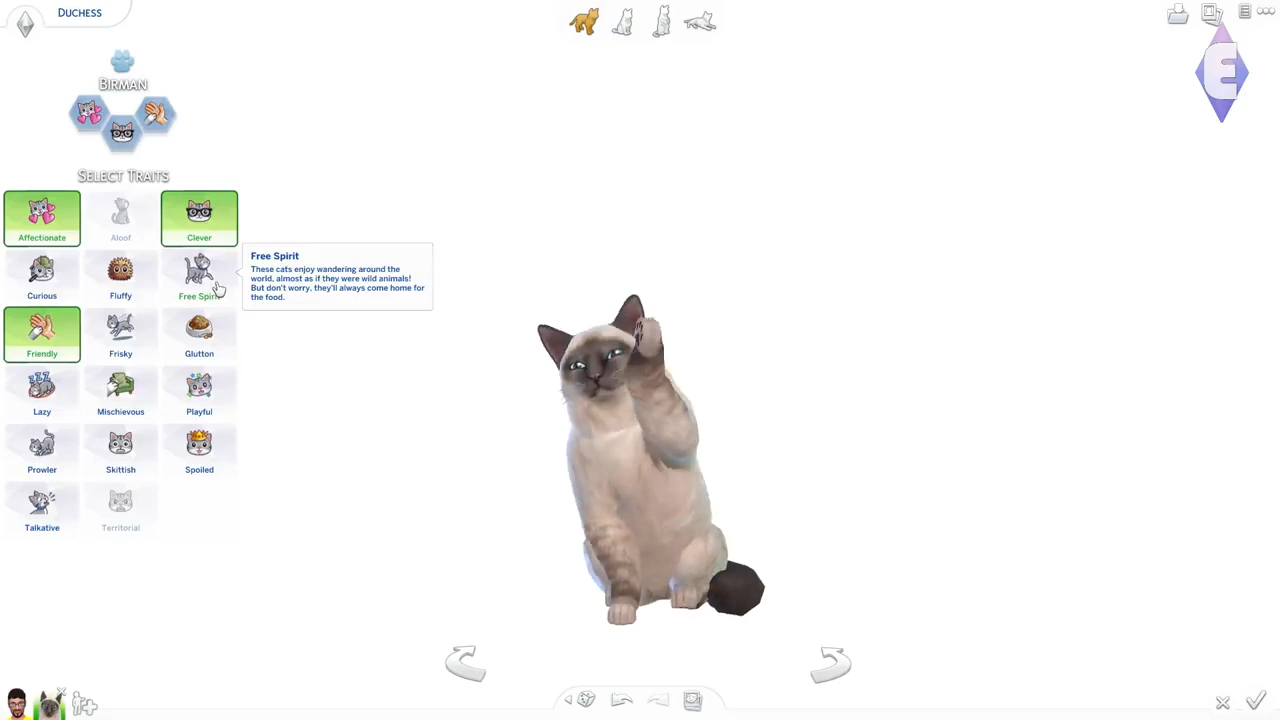 DUCHESS
E
BIRMAN
SELECT TRAITS
Affectionate
Aloof
Clever
Free Spirit
These cats enjoy wandering around the
world, almost as if they were wild animals!
But don't worry, they'll always come home for
the food.
Curious
Fluffy
Free Spirit
Friendly
Frisky
Glutton
Lazy
Mischievous
Playful
Prowler
Skittish
Spoiled
Talkative
Territorial